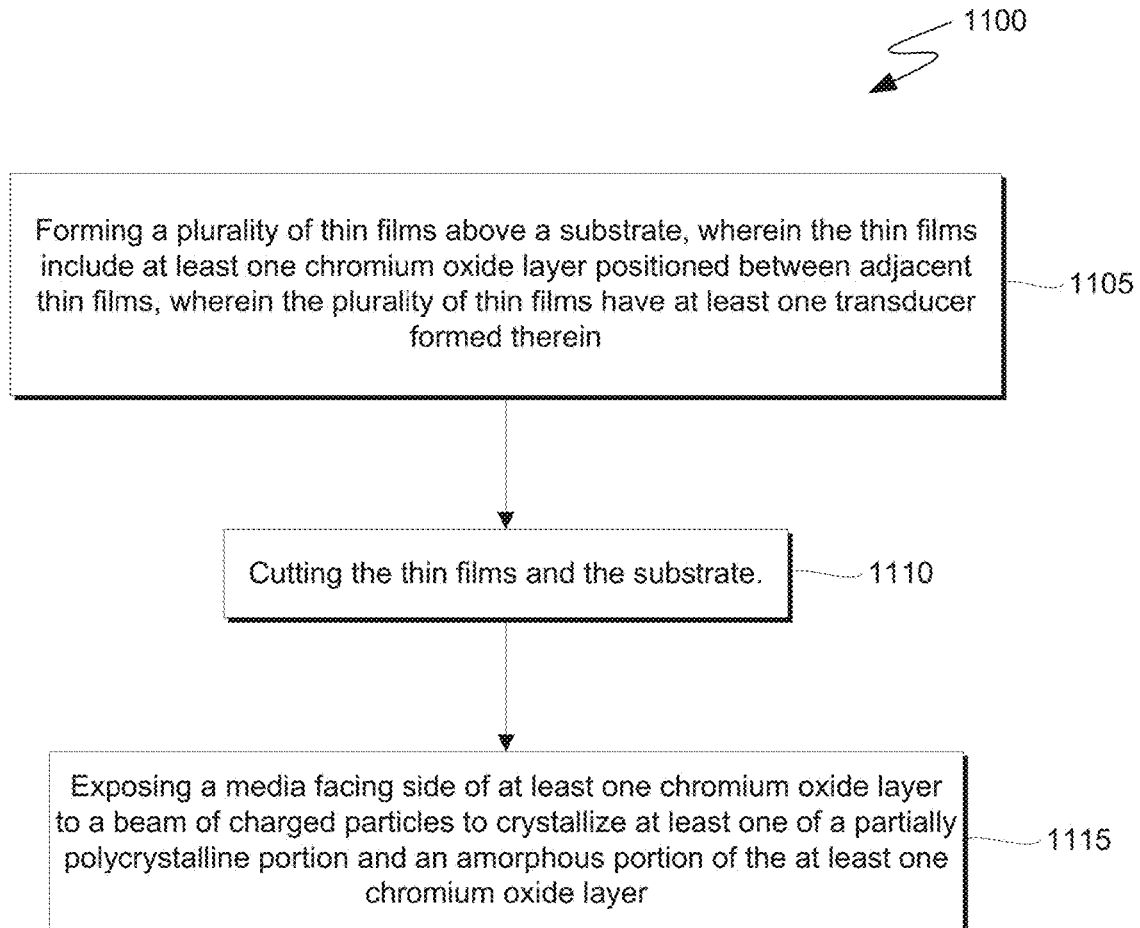 1100
Forming a plurality of thin films above a substrate, wherein the thin films
include at least one chromium oxide layer positioned between adjacent
thin films, wherein the plurality of thin films have at least one transducer
formed therein
1105
Cutting the thin films and the substrate.
1110
Exposing a media facing side of at least one chromium oxide layer
to a beam of charged particles to crystallize at least one of a partially
polycrystalline portion and an amorphous portion of the at least one
chromium oxide layer
1115